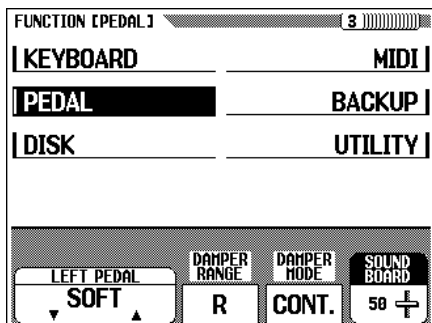 FUNCTION [PEDAL] 3
KEYBOARD MIDI
PEDAL BACKUP
DISK UTILITY
DAMPER RANGE DAMPER MODE SOUND BOARD
LEFT PEDAL
SOFT R CONT. 50